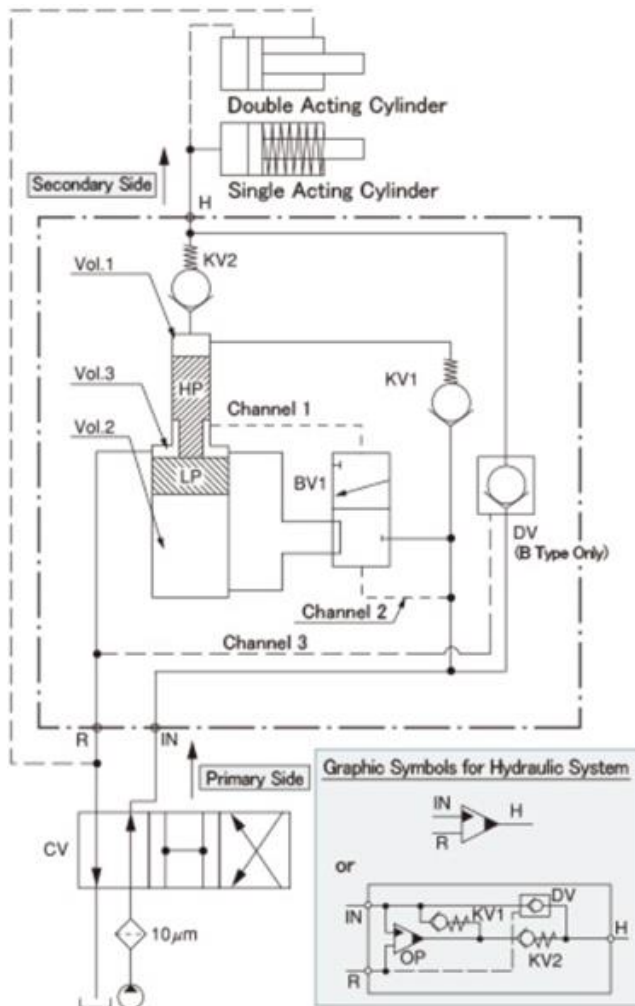 Double Acting Cylinder
Secondary Side
Single Acting Cylinder
H
Vol.1
KV2
Vol.3
HP
KV1
Vol.2
Channel 1
LP
BV1
DV
(B Type Only)
Channel 2
Channel 3
R
IN
Primary Side
CV
10μm
Graphic Symbols for Hydraulic System
IN
H
R
or
DV
IN
KV1
H
OP
KV2
R